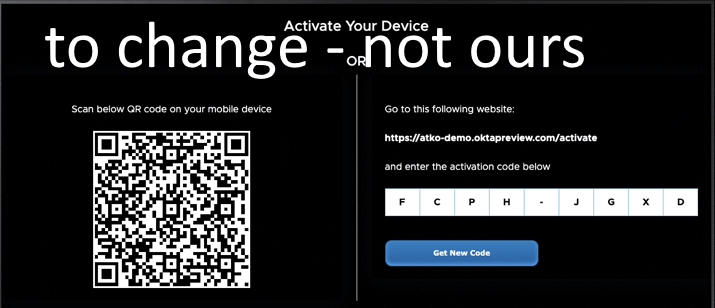 Activate Your Device
to change - not ours
OR
Scan below QR code on your mobile device
Go to this following website:
https://atko-demo.oktapreview.com/activate
and enter the activation code below
F C P H - J G X D
Get New Code